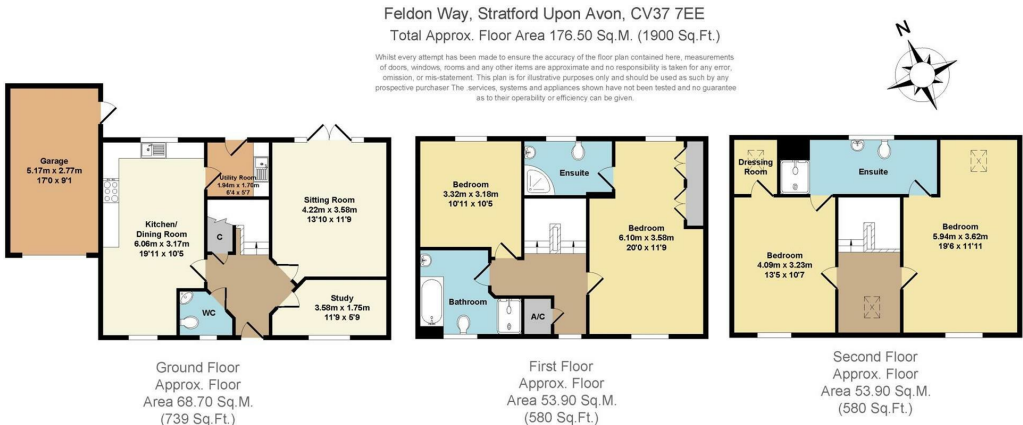 Feldon Way, Stratford Upon Avon, CV37 7EE
Total Approx. Floor Area 176.50 Sq.M. (1900 Sq.Ft.)
Whilst every attempt has been made to ensure the accuracy of the floor plan contained here, measurements
of doors, windows, rooms and any other items are approximate and no responsibility is taken for any error,
omission, or mis-statement. This plan is for illustrative purposes only and should be used as such by any
prospective purchaser The services, systems and appliances shown have not been tested and no guarantee
as to their operability or efficiency can be given.
N
Garage
5.17m x 2.77m
17'0 x 9'1
Kitchen/
Dining Room
6.06m x 3.17m
19'11 x 10'5
Utility Room
1.94m x 1.70m
6'4 x 5'7
Sitting Room
4.22m x 3.58m
13'10 x 11'9
C
WC
Study
3.58m x 1.75m
11'9 x 5'9
Ground Floor
Approx. Floor
Area 68.70 Sq.M.
(739 Sq.Ft.)
Bedroom
3.32m x 3.18m
10'11 x 10'5
Ensuite
Bedroom
6.10m x 3.58m
20'0 x 11'9
Bathroom
A/C
First Floor
Approx. Floor
Area 53.90 Sq.M.
(580 Sq.Ft.)
Dressing
Room
Ensuite
Bedroom
4.09m x 3.23m
13'5 x 10'7
Bedroom
5.94m x 3.62m
19'6 x 11'11
Second Floor
Approx. Floor
Area 53.90 Sq.M.
(580 Sq.Ft.)